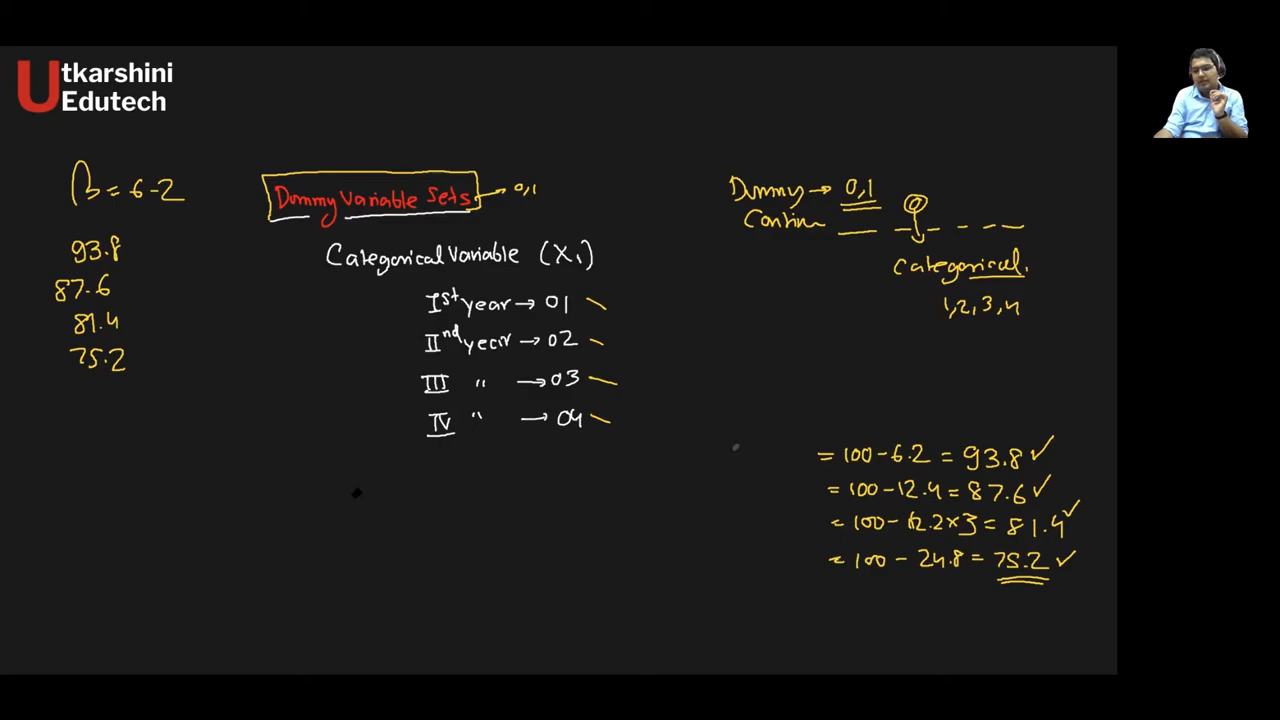 Utkarshini
Edutech
β = 6-2
93.8
87.6
81.4
75.2
Dummy Variable Sets → 0,1
Categorical Variable (X1)
Ist year → 01
IInd year → 02
III " → 03
IV " → 04
Dummy → 0,1
Contin
Categorical.
1,2,3,4
= 100-6.2 = 93.8 ✓
= 100-12.4 = 87.6 ✓
= 100-12.2×3 = 81.4 ✓
= 100-24.8 = 75.2 ✓